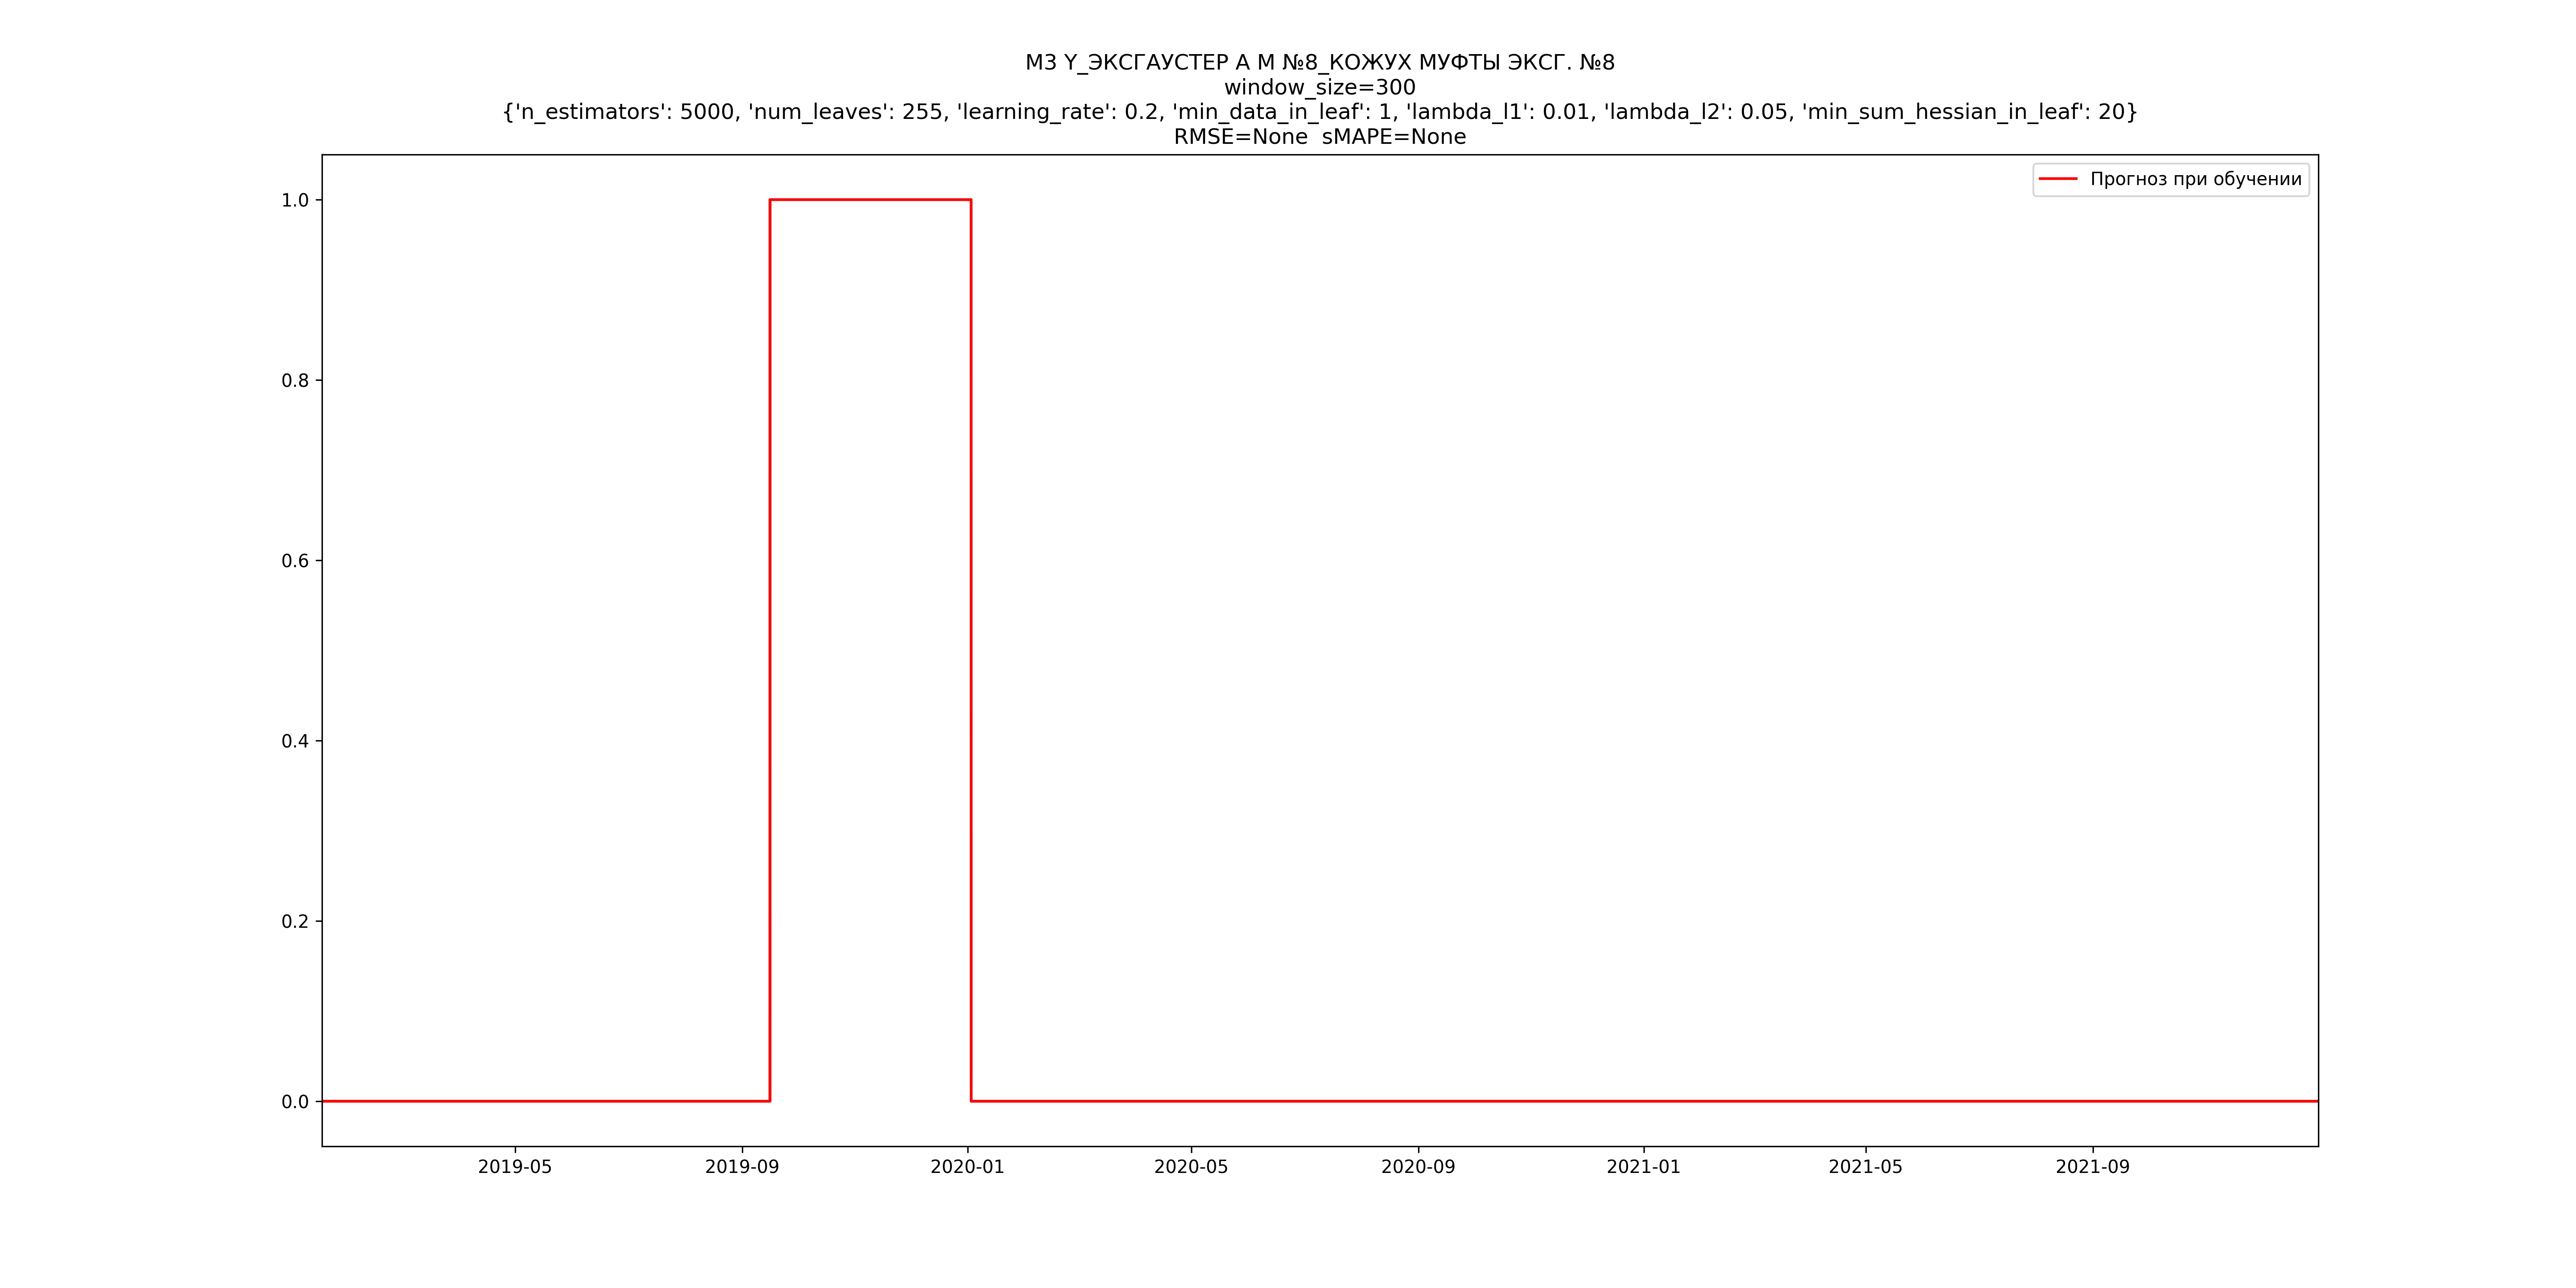 М3 Y_ЭКСГАУСТЕР А М №8_КОЖУХ МУФТЫ ЭКСГ. №8
window_size=300
{'n_estimators': 5000, 'num_leaves': 255, 'learning_rate': 0.2, 'min_data_in_leaf': 1, 'lambda_l1': 0.01, 'lambda_l2': 0.05, 'min_sum_hessian_in_leaf': 20}
RMSE=None  sMAPE=None
Прогноз при обучении
1.0
0.8
0.6
0.4
0.2
0.0
2019-05 2019-09 2020-01 2020-05 2020-09 2021-01 2021-05 2021-09